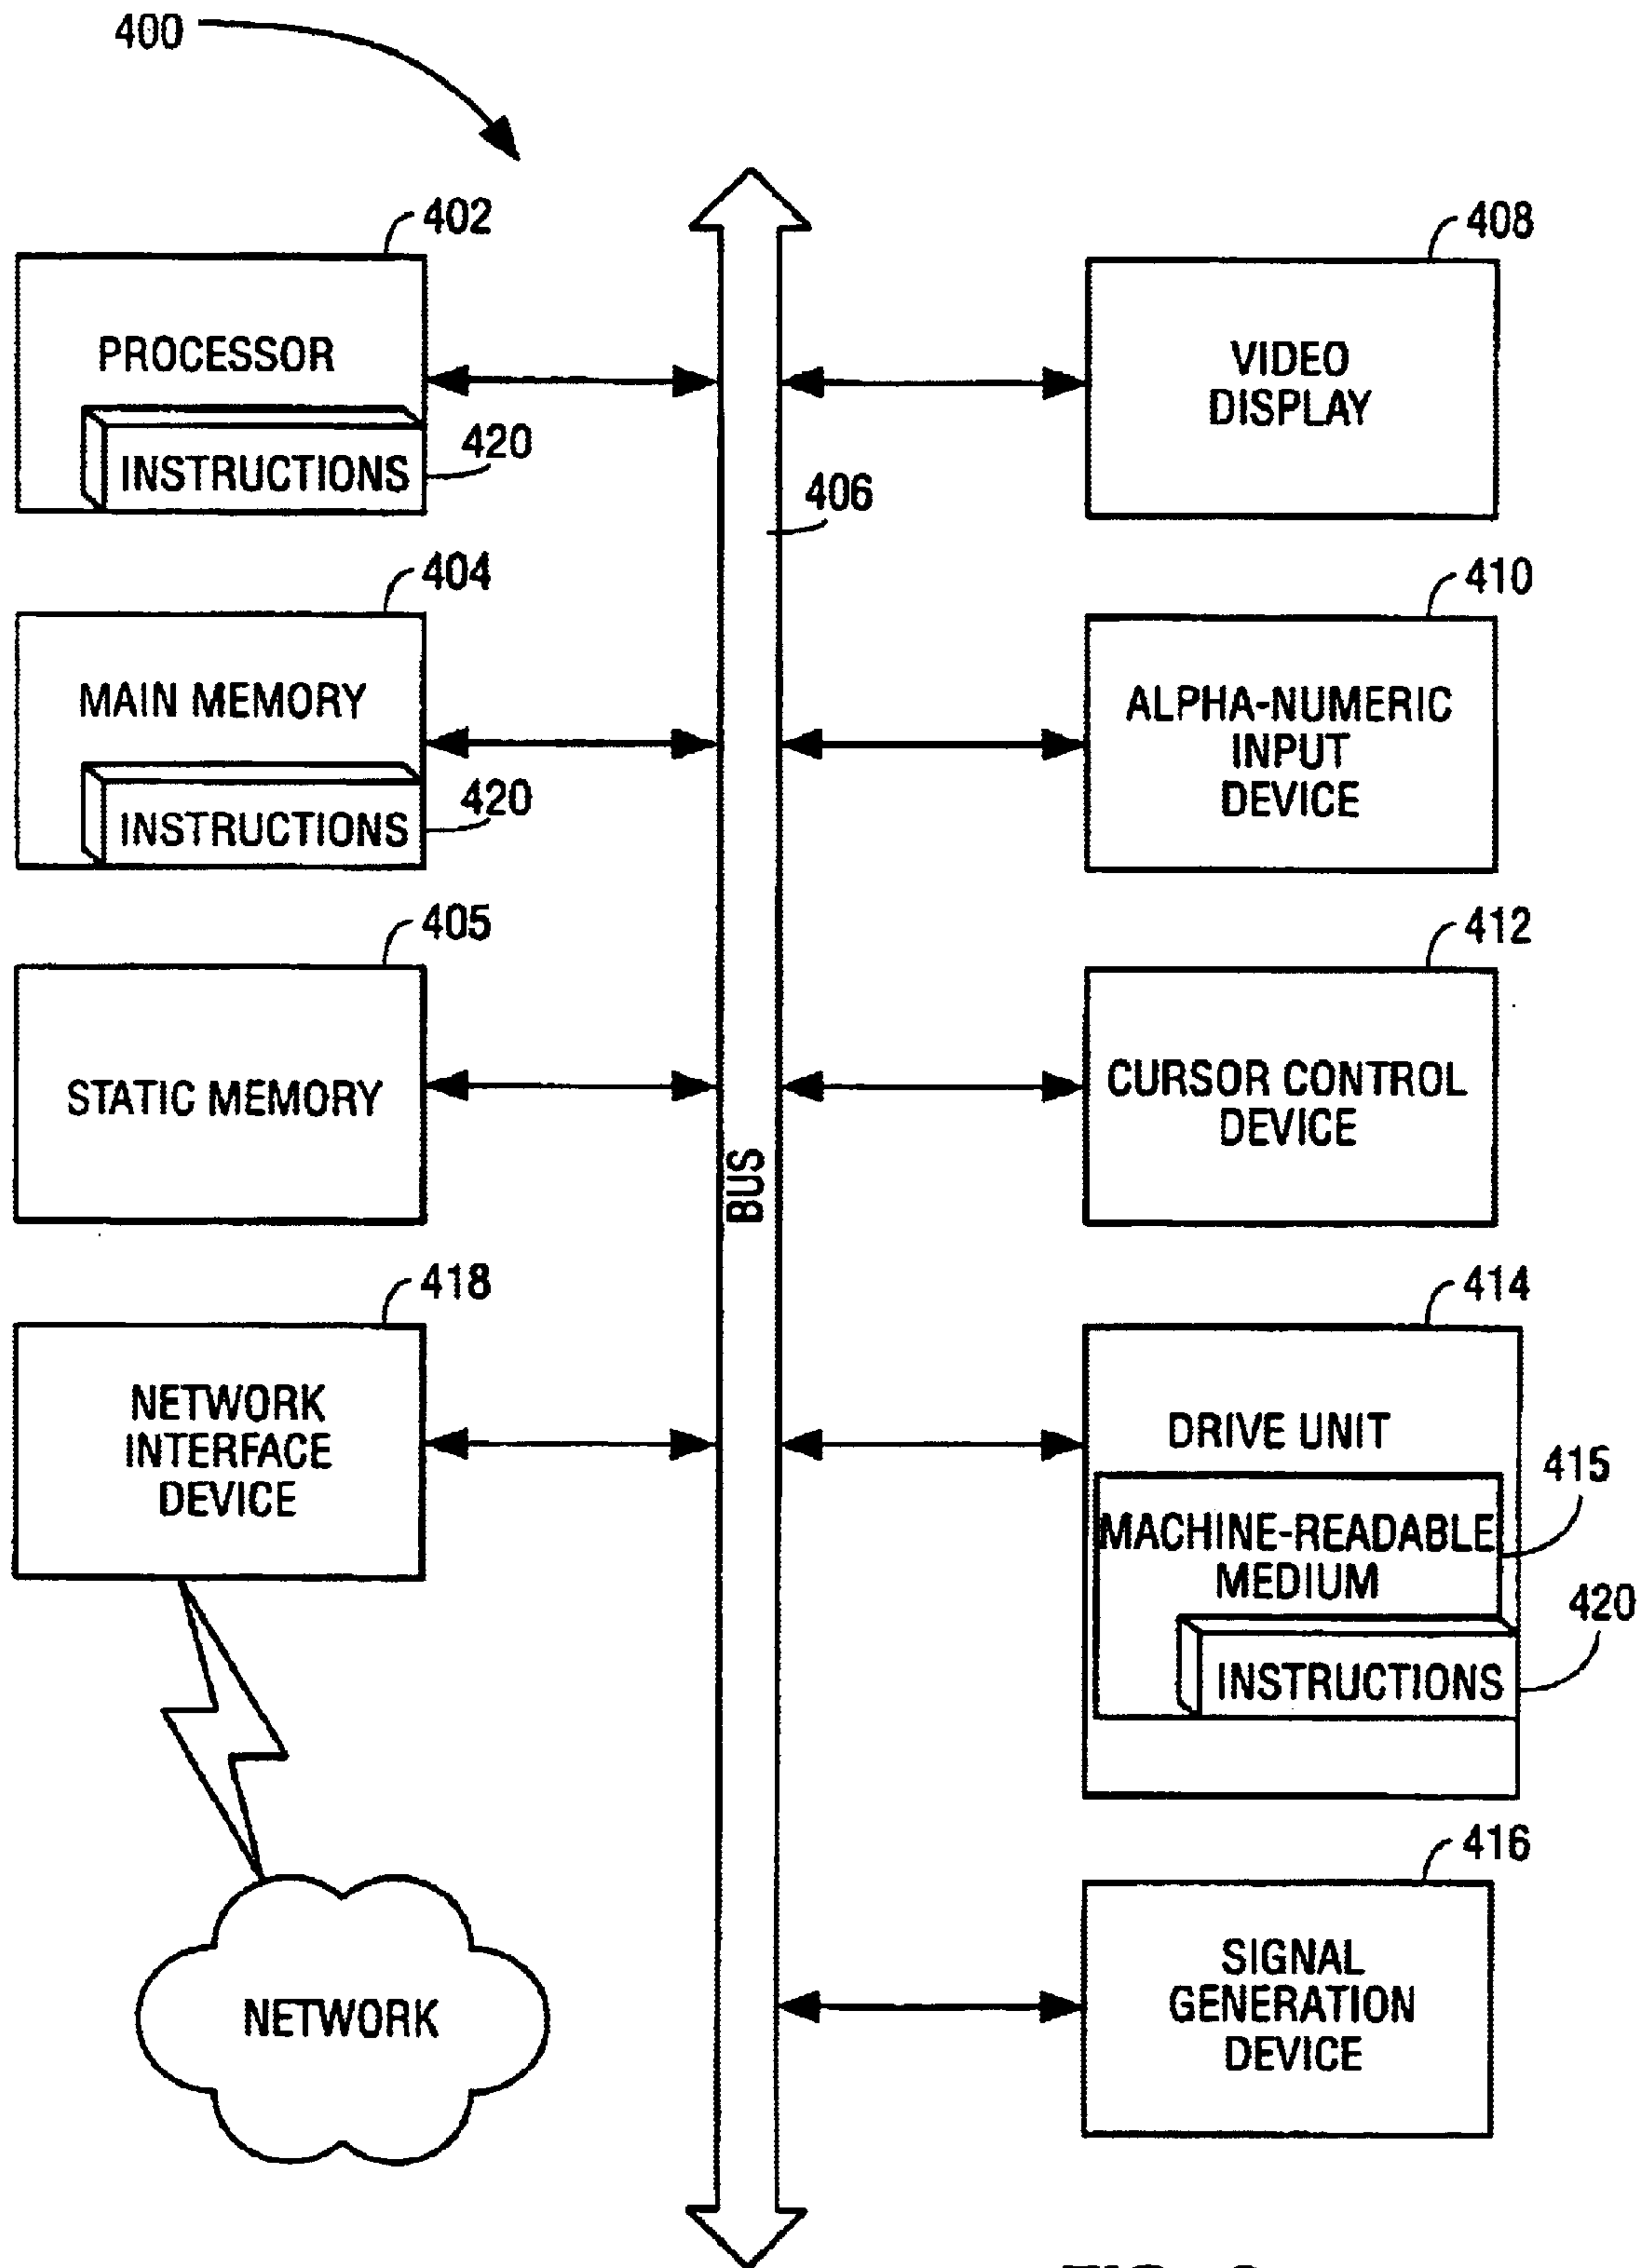 400
402
PROCESSOR
420
INSTRUCTIONS
404
MAIN MEMORY
420
INSTRUCTIONS
405
STATIC MEMORY
418
NETWORK
INTERFACE
DEVICE
NETWORK
406
BUS
408
VIDEO
DISPLAY
410
ALPHA-NUMERIC
INPUT
DEVICE
412
CURSOR CONTROL
DEVICE
414
DRIVE UNIT
415
MACHINE-READABLE
MEDIUM
420
INSTRUCTIONS
416
SIGNAL
GENERATION
DEVICE